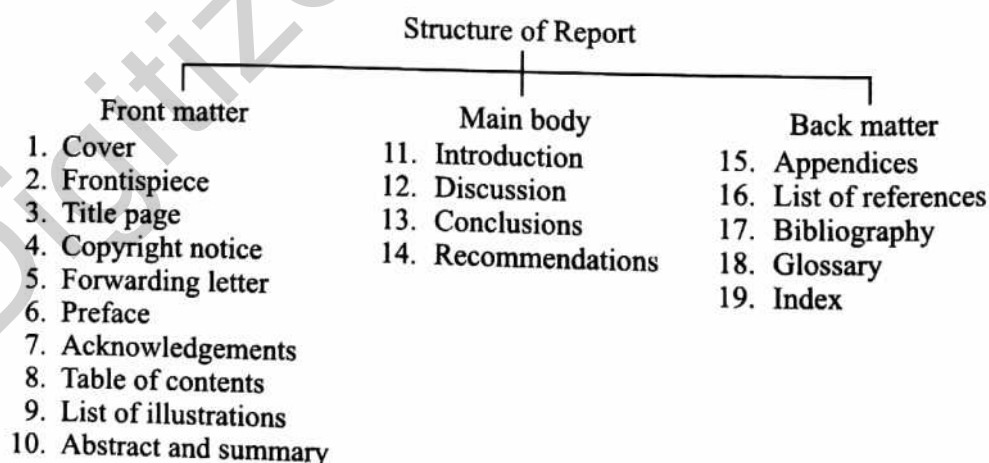 Structure of Report
Front matter
1. Cover
2. Frontispiece
3. Title page
4. Copyright notice
5. Forwarding letter
6. Preface
7. Acknowledgements
8. Table of contents
9. List of illustrations
10. Abstract and summary
Main body
11. Introduction
12. Discussion
13. Conclusions
14. Recommendations
Back matter
15. Appendices
16. List of references
17. Bibliography
18. Glossary
19. Index